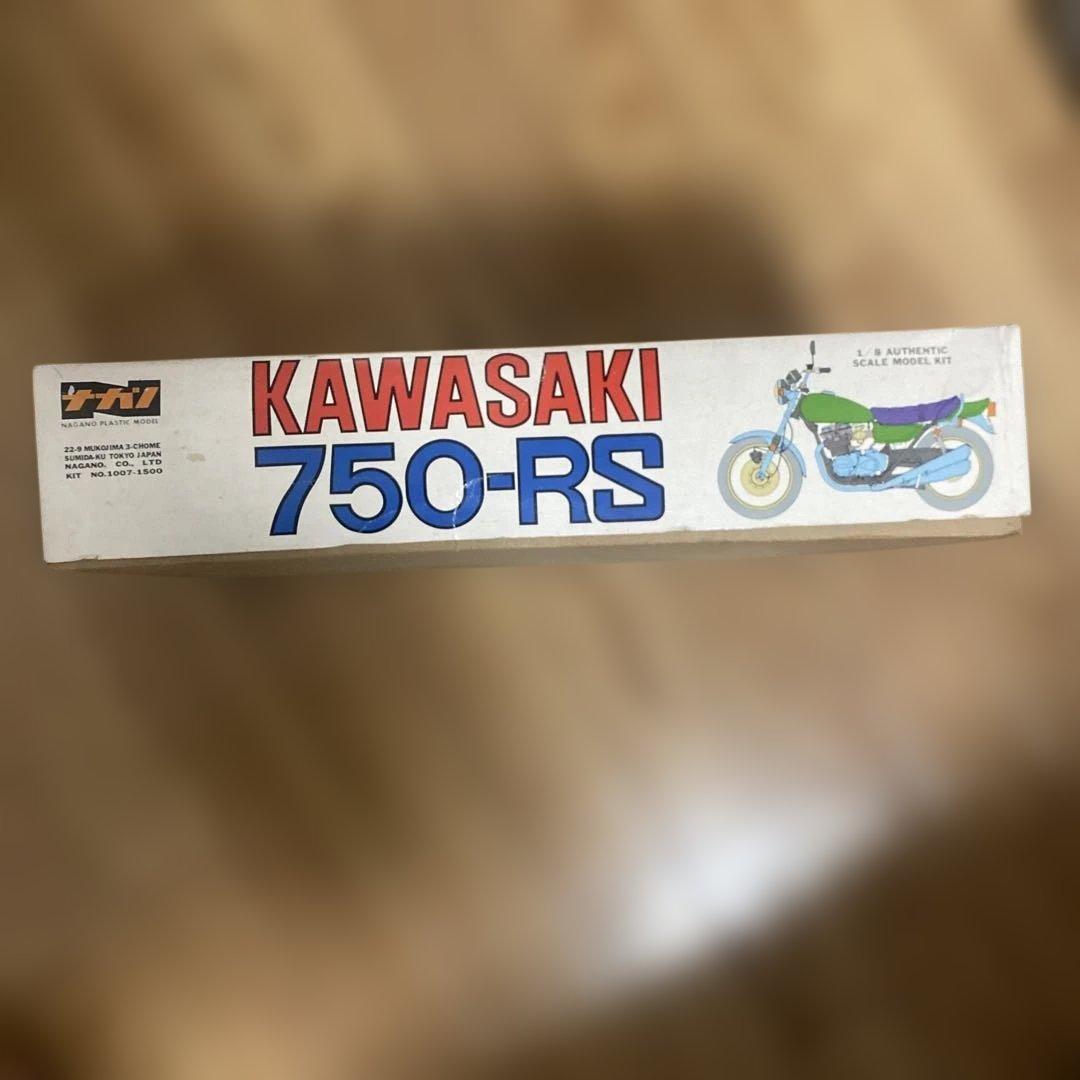 ナガノ
NAGANO PLASTIC MODEL
22-9 MUKOJIMA 3-CHOME
SUMIDA-KU TOKYO JAPAN
NAGANO. CO., LTD
KIT NO.1007-1500
KAWASAKI
750-RS
1/8 AUTHENTIC
SCALE MODEL KIT